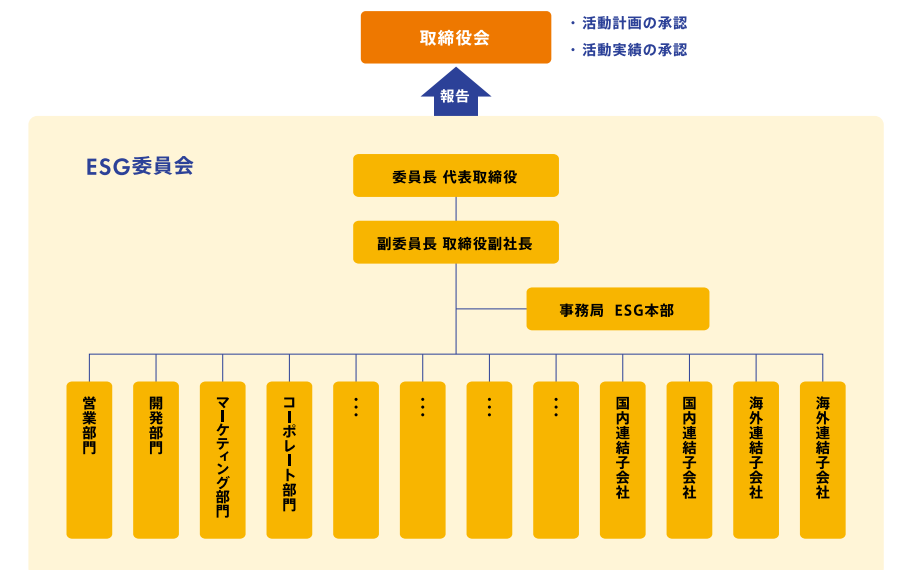 取締役会
・活動計画の承認
・活動実績の承認
報告
ESG委員会
委員長 代表取締役
副委員長 取締役副社長
事務局 ESG本部
営業部門
開発部門
マーケティング部門
コーポレート部門
…
…
…
…
国内連結子会社
国内連結子会社
海外連結子会社
海外連結子会社